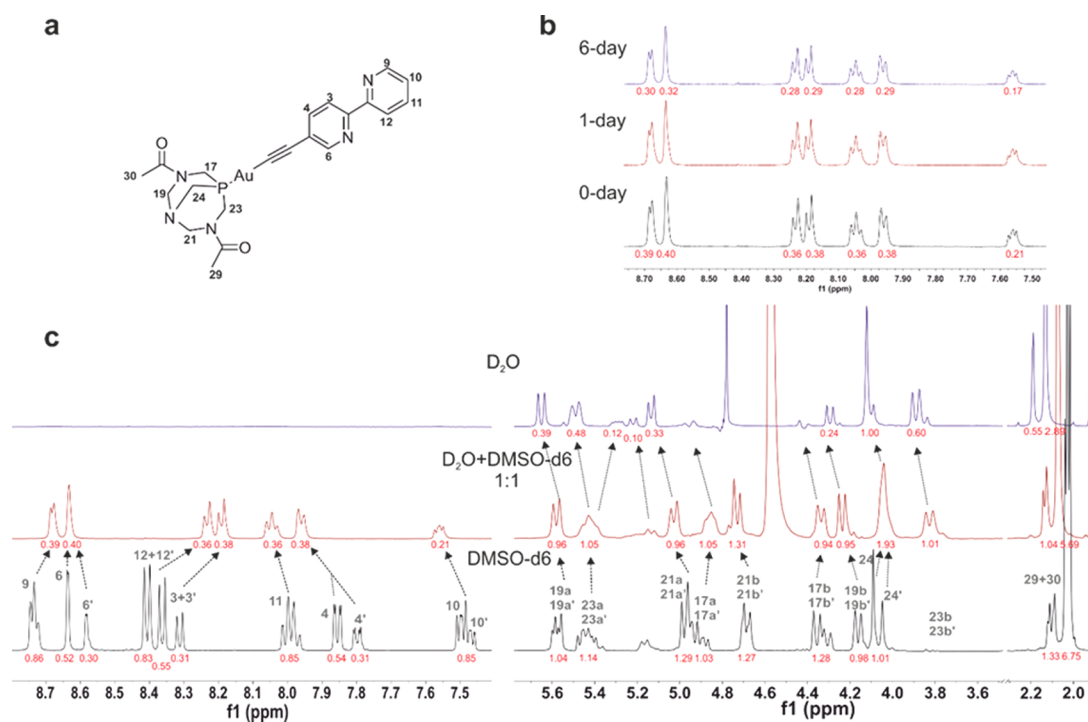 a
N
9
10
3
4
N
11
12
6
O
30
N
17
P
Au
19
24
N
23
21
N
O
29
b
6-day
0.30 0.32 0.28 0.29 0.28 0.29 0.17
1-day
0-day
0.39 0.40 0.36 0.38 0.36 0.38 0.21
8.70 8.60 8.50 8.40 8.30 8.20 8.10 8.00 7.90 7.80 7.70 7.60 7.50
f1 (ppm)
c
D2O
0.39 0.48 0.12 0.10 0.33 0.24 1.00 0.60 0.55 2.89
D2O+DMSO-d6
1:1
0.39 0.40 0.36 0.38 0.36 0.38 0.21
0.96 1.05 0.96 1.05 1.31 0.94 0.95 1.93 1.01 1.04 5.69
DMSO-d6
9 6 6' 12+12' 3+3' 11 4 4' 10 10'
19a
19a'
23a
23a'
21a
21a'
17a
17a'
21b
21b'
17b
17b'
19b
19b'
24
24'
23b
23b'
29+30
0.66 0.52 0.30 0.83 0.55 0.31 0.85 0.54 0.31 0.85
1.04 1.14 1.29 1.03 1.27 1.28 0.98 1.01 1.33 6.75
8.7 8.6 8.5 8.4 8.3 8.2 8.1 8.0 7.9 7.8 7.7 7.6 7.5
f1 (ppm)
5.6 5.4 5.2 5.0 4.8 4.6 4.4 4.2 4.0 3.8 3.6 2.2 2.0
f1 (ppm)